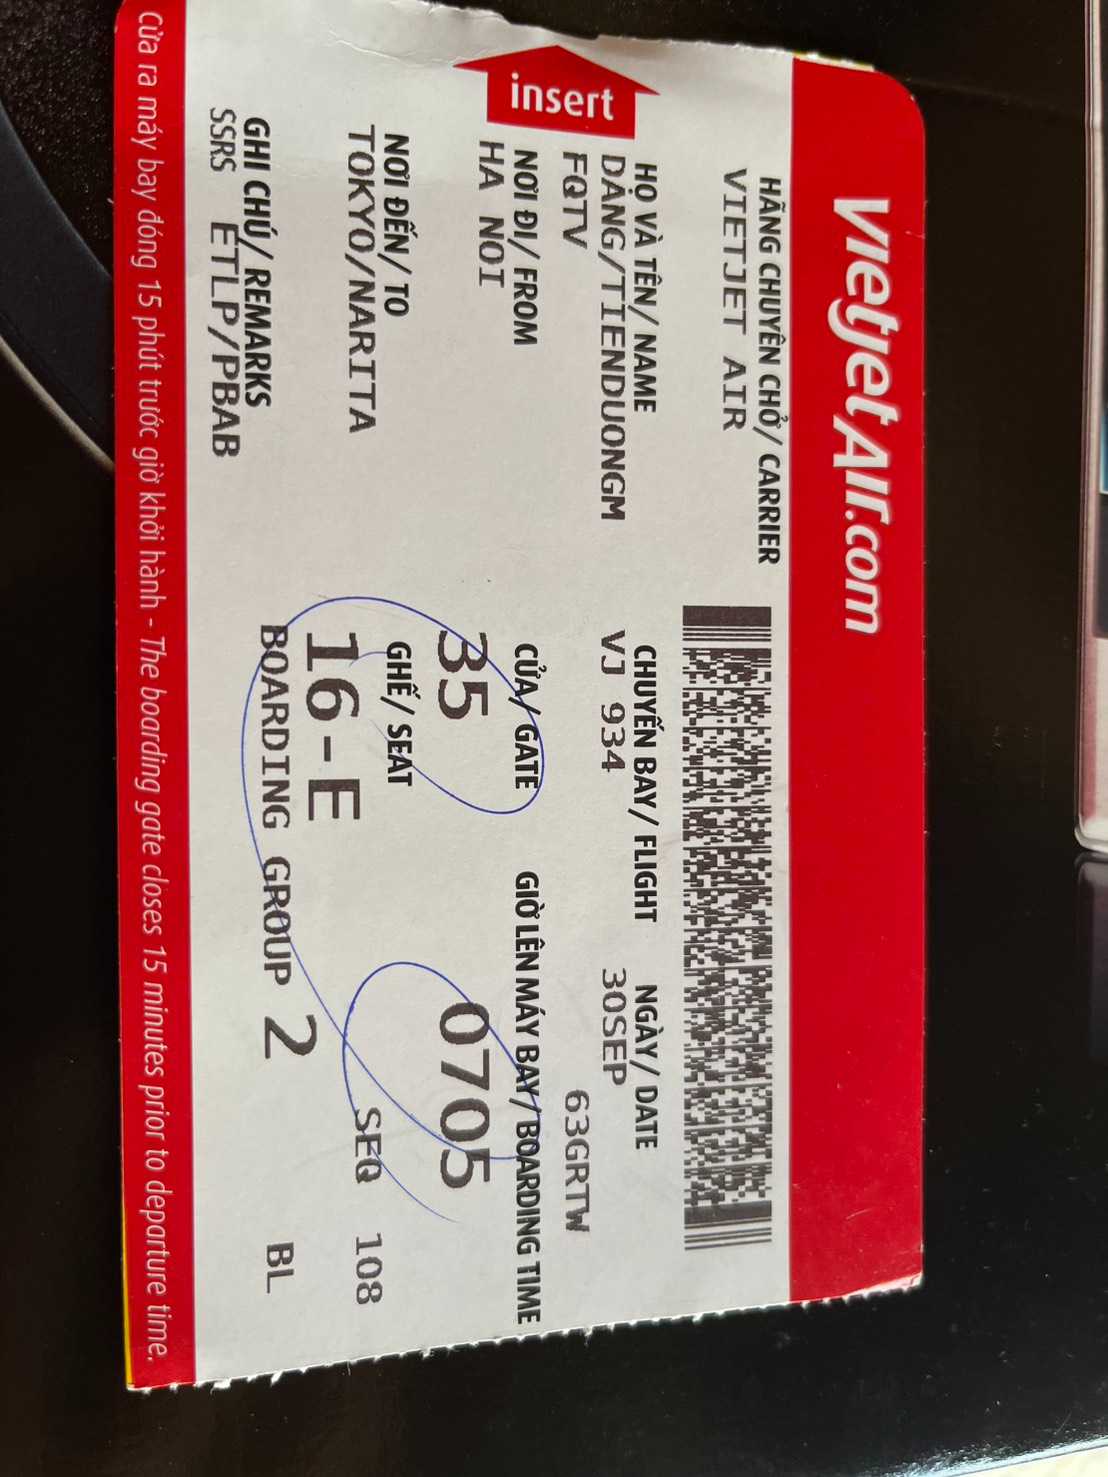 vietjetAir.com
insert
HÃNG CHUYÊN CHỞ/ CARRIER
VIETJET AIR
HỌ VÀ TÊN/ NAME
DANG/TIENDUONGM
FQTV
CHUYẾN BAY/ FLIGHT
VJ 934
NGÀY/ DATE
30SEP
63GRTW
NƠI ĐI/ FROM
HA NOI
CỬA/ GATE
35
GIỜ LÊN MÁY BAY/ BOARDING TIME
0705
NƠI ĐẾN/ TO
TOKYO/NARITA
GHẾ/ SEAT
16-E
SEQ 108
GHI CHÚ/ REMARKS
SSRS ETLP/PBAB
BOARDING GROUP 2 BL
Cửa ra máy bay đóng 15 phút trước giờ khởi hành - The boarding gate closes 15 minutes prior to departure time.